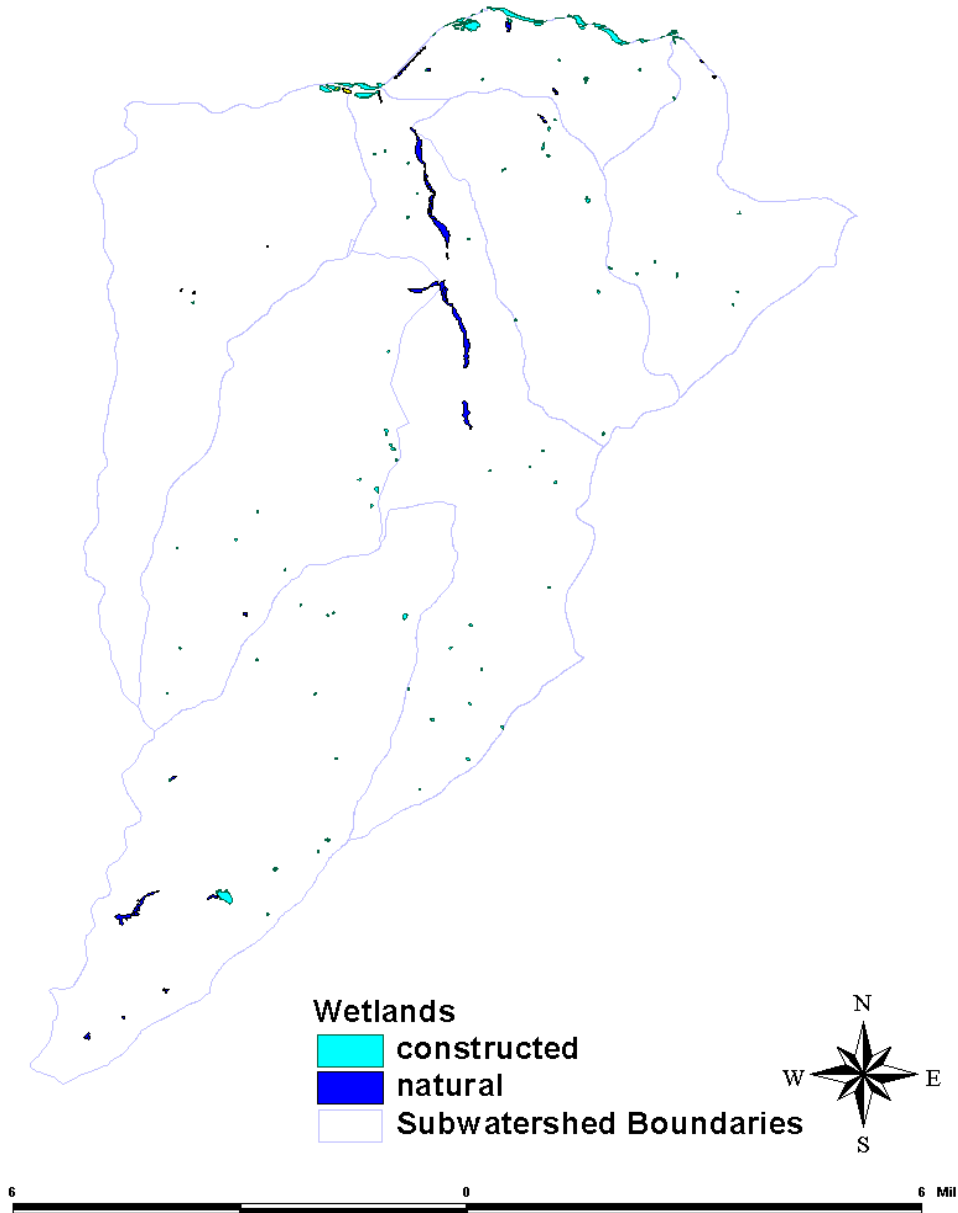 Wetlands
constructed
natural
Subwatershed Boundaries
N
W E
S
6 0 6 Mil